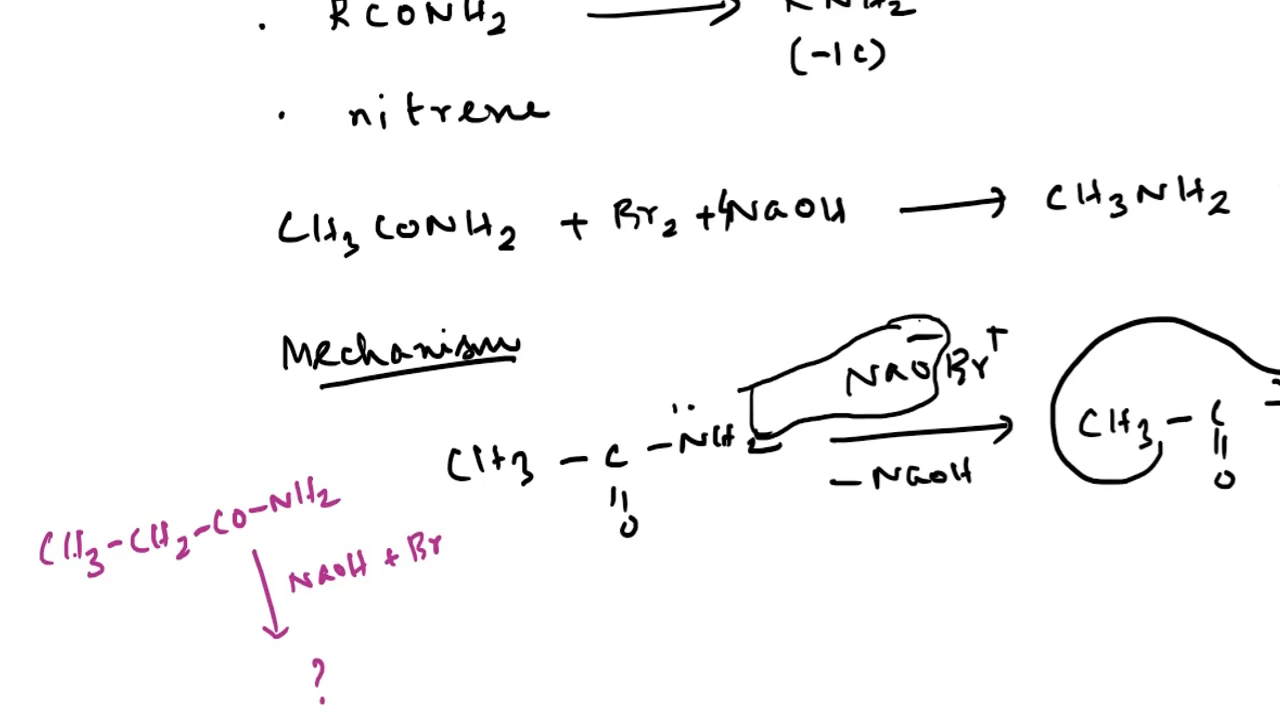 . RCONH2 → RNH2
(-1C)
. nitrene
CH3CONH2 + Br2 + 4NaOH → CH3NH2
Mechanism
NaOBr+
CH3 - C - NH2 → CH3 - C
-NaOH
O O
CH3-CH2-CO-NH2
NaOH + Br
?